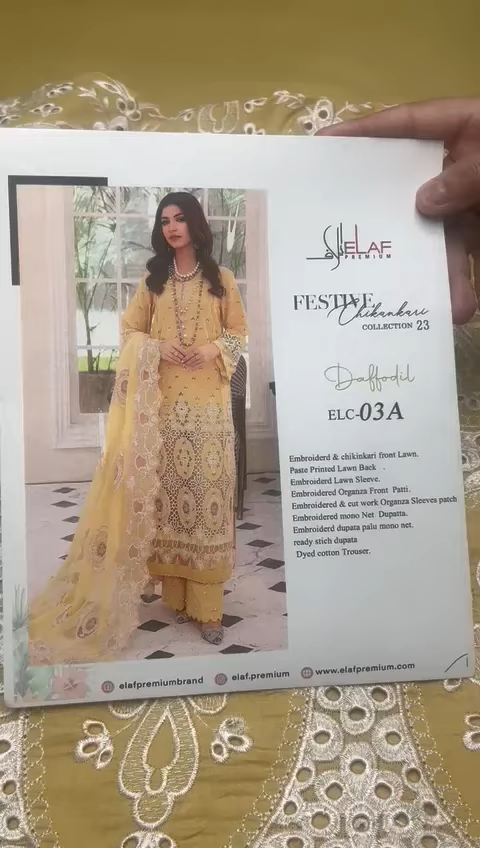 ایلاف ELAF
PREMIUM
FESTIVE
Chikankari
COLLECTION 23
Daffodil
ELC-03A
Embroiderd & chikinkari front Lawn.
Paste Printed Lawn Back .
Embroiderd Lawn Sleeve.
Embroidered Organza Front Patti.
Embroidered & cut work Organza Sleeves patch
Embroidered mono Net Dupatta.
Embroiderd dupata palu mono net.
ready stich dupata
Dyed cotton Trouser.
elafpremiumbrand elaf.premium www.elafpremium.com